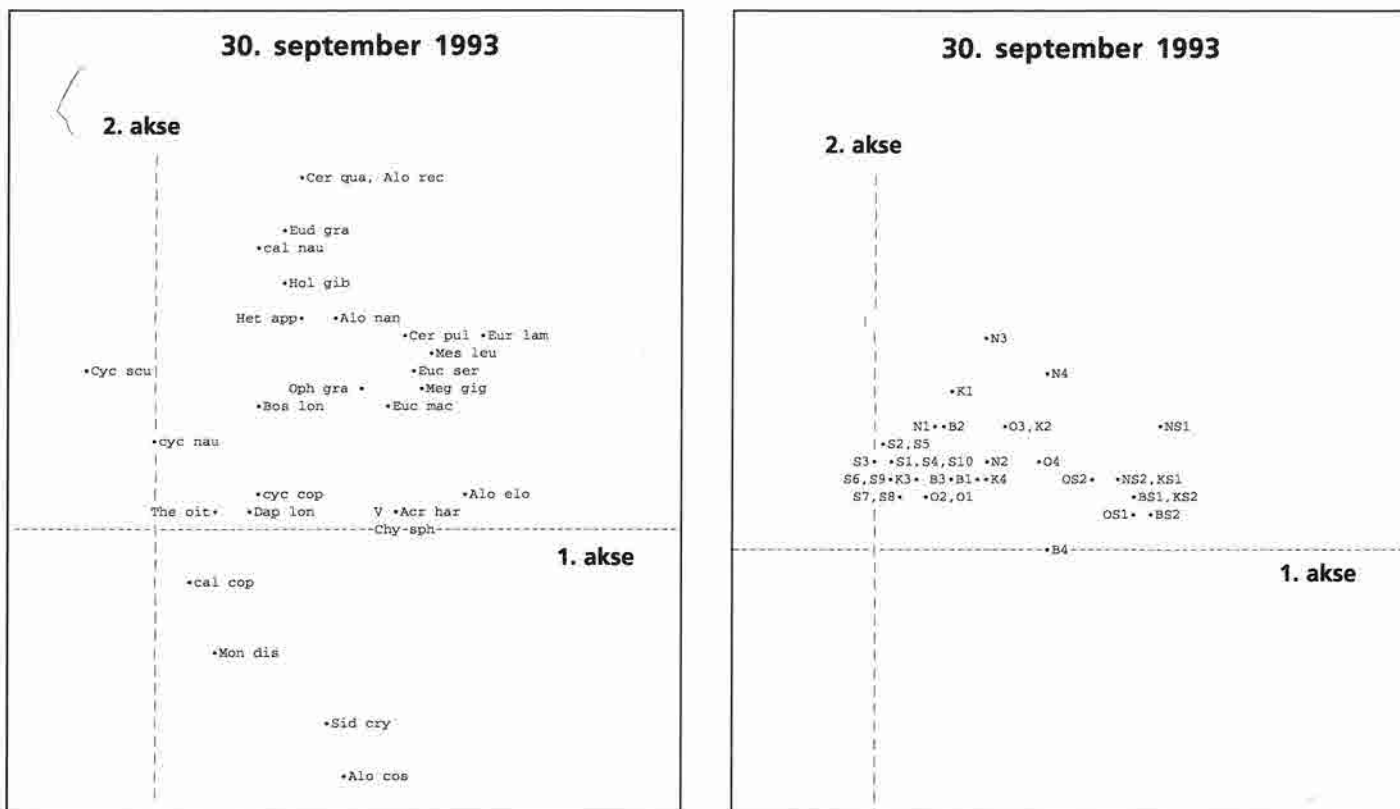 30. september 1993
2. akse
•Cer qua, Alo rec
•Eud gra
•cal nau
•Hol gib
Het app• •Alo nan
•Cer pul •Eur lam
•Mes leu
•Cyc scu •Euc ser
Oph gra • •Meg gig
•Bos lon •Euc mac
•cyc nau
•cyc cop •Alo elo
The oit• •Dap lon V •Acr har
Chy sph
1. akse
•cal cop
•Mon dis
•Sid cry
•Alo cos
30. september 1993
2. akse
•N3
•N4
•K1
N1• •B2 •O3,K2 •NS1
•S2,S5
S3• •S1,S4,S10 •N2 •O4
S6,S9•K3• B3•B1••K4 OS2• •NS2,KS1
S7,S8• •O2,O1 •BS1,KS2
OS1• •BS2
•B4
1. akse